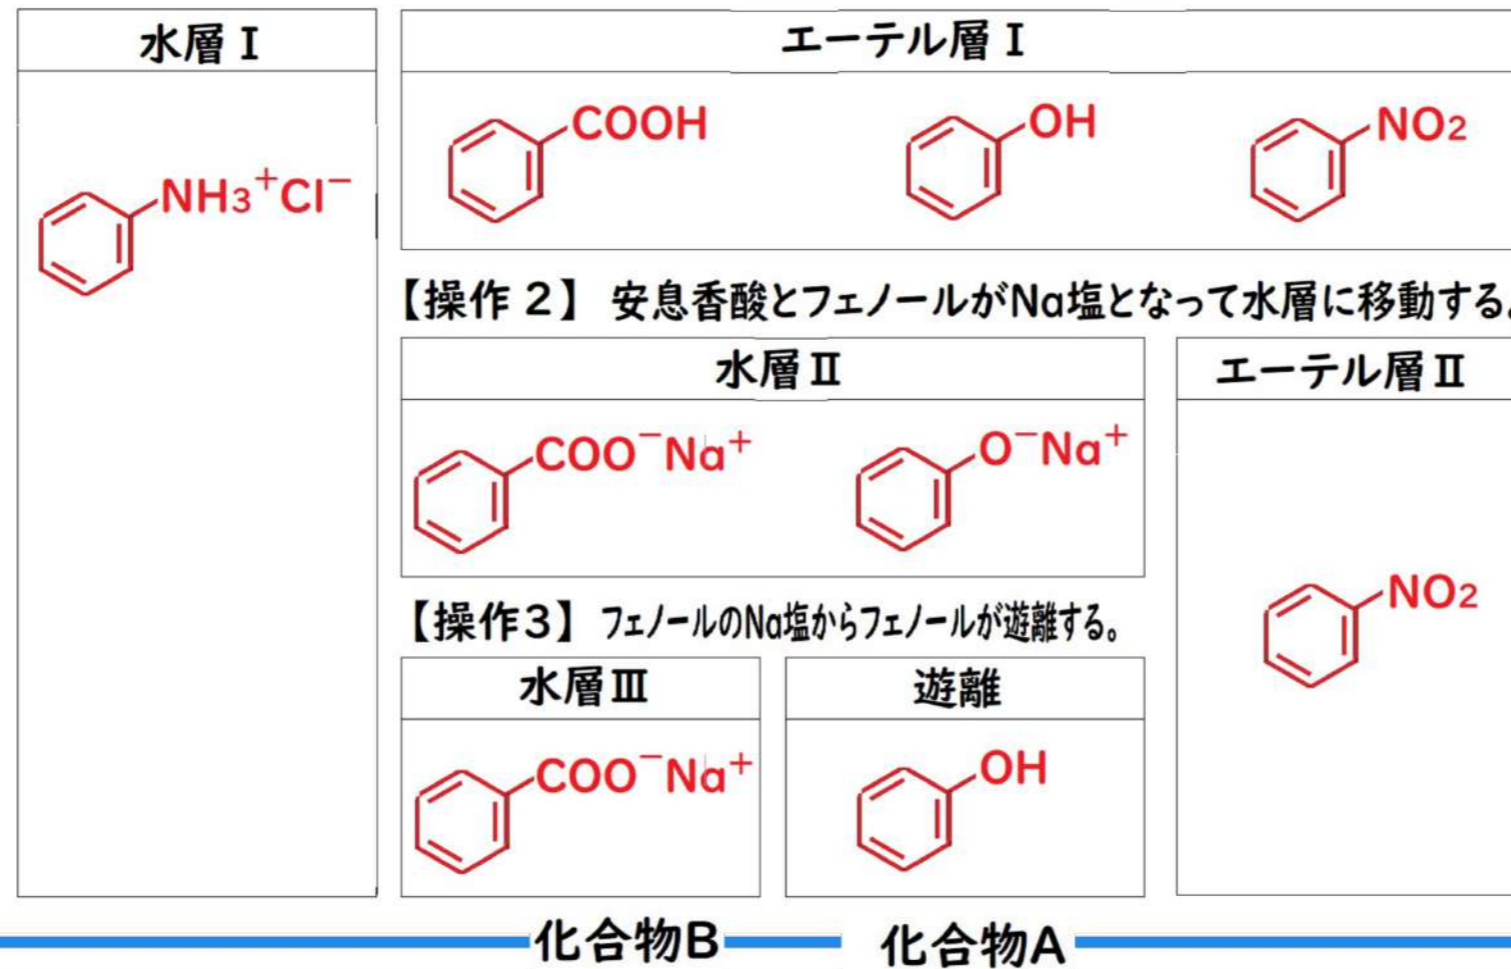 水層Ⅰ
エーテル層Ⅰ
NH3+Cl−
COOH
OH
NO2
【操作2】 安息香酸とフェノールがNa塩となって水層に移動する。
水層Ⅱ
エーテル層Ⅱ
COO−Na+
O−Na+
NO2
【操作3】 フェノールのNa塩からフェノールが遊離する。
水層Ⅲ
遊離
COO−Na+
OH
化合物B
化合物A